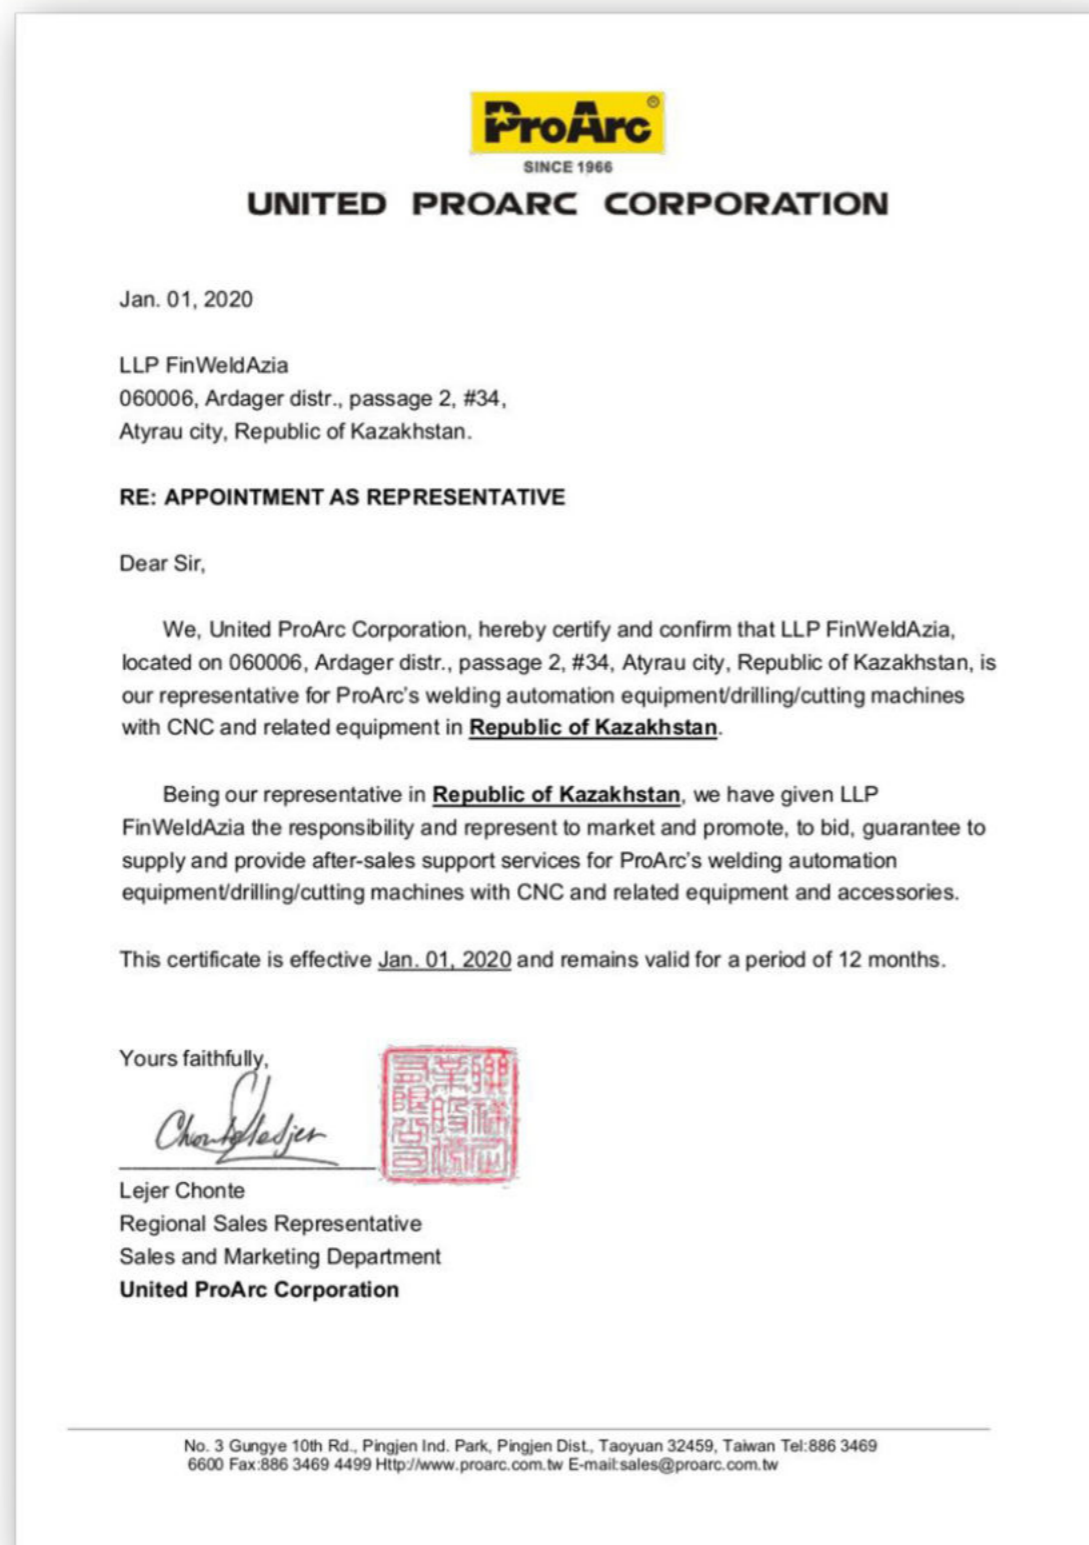 ProArc®
SINCE 1966
UNITED PROARC CORPORATION
Jan. 01, 2020
LLP FinWeldAzia
060006, Ardager distr., passage 2, #34,
Atyrau city, Republic of Kazakhstan.
RE: APPOINTMENT AS REPRESENTATIVE
Dear Sir,
We, United ProArc Corporation, hereby certify and confirm that LLP FinWeldAzia,
located on 060006, Ardager distr., passage 2, #34, Atyrau city, Republic of Kazakhstan, is
our representative for ProArc's welding automation equipment/drilling/cutting machines
with CNC and related equipment in Republic of Kazakhstan.
Being our representative in Republic of Kazakhstan, we have given LLP
FinWeldAzia the responsibility and represent to market and promote, to bid, guarantee to
supply and provide after-sales support services for ProArc's welding automation
equipment/drilling/cutting machines with CNC and related equipment and accessories.
This certificate is effective Jan. 01, 2020 and remains valid for a period of 12 months.
Yours faithfully,
Lejer Chonte
Regional Sales Representative
Sales and Marketing Department
United ProArc Corporation
No. 3 Gungye 10th Rd., Pingjen Ind. Park, Pingjen Dist., Taoyuan 32459, Taiwan Tel:886 3469
6600 Fax:886 3469 4499 Http://www.proarc.com.tw E-mail:sales@proarc.com.tw